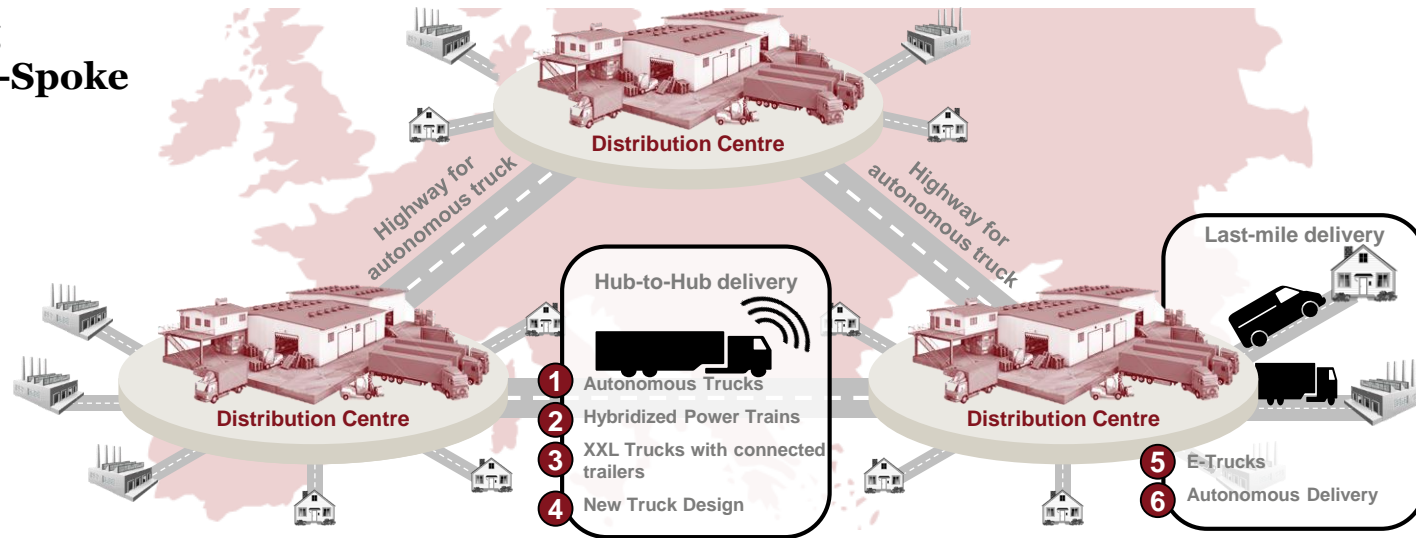 -Spoke
Distribution Centre
Highway for
autonomous truck
Highway for
autonomous truck
Hub-to-Hub delivery
1 Autonomous Trucks
2 Hybridized Power Trains
3 XXL Trucks with connected
trailers
4 New Truck Design
Distribution Centre
Last-mile delivery
Distribution Centre
5 E-Trucks
6 Autonomous Delivery